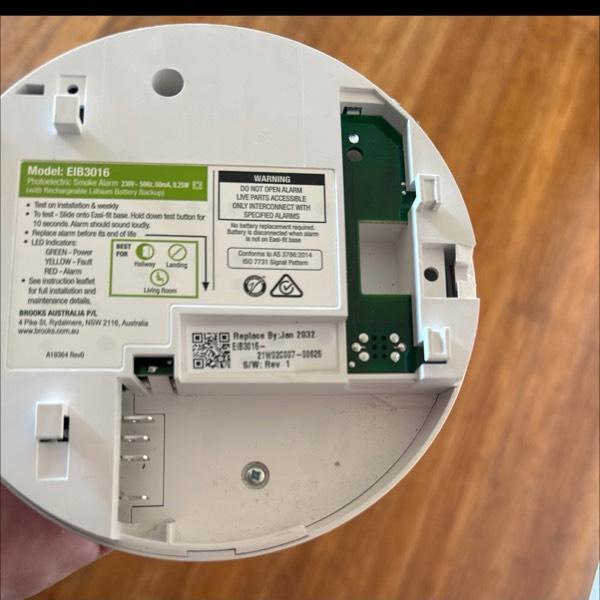 Model: EIB3016
Photoelectric Smoke Alarm 230V ~ 50Hz, 60mA, 0.25W
(with Rechargeable Lithium Battery Backup)
• Test on installation & weekly
• To test - Slide onto Easi-fit base. Hold down test button for
10 seconds. Alarm should sound loudly.
• Replace alarm before its end of life
• LED Indicators:
GREEN - Power
YELLOW - Fault
RED - Alarm
• See instruction leaflet
for full installation and
maintenance details.
BEST
FOR
Hallway
Landing
Living Room
BROOKS AUSTRALIA P/L
4 Pike St, Rydalmere, NSW 2116, Australia
www.brooks.com.au
A19364 Rev0
WARNING
DO NOT OPEN ALARM
LIVE PARTS ACCESSIBLE
ONLY INTERCONNECT WITH
SPECIFIED ALARMS
No battery replacement required.
Battery is disconnected when alarm
is not on Easi-fit base
Conforms to AS 3786:2014
ISO 7731 Signal Pattern
Replace By:Jan 2032
EIB3016-
S/W: Rev 1